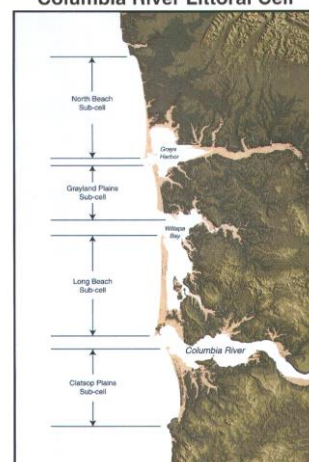 Columbia River Littoral Cell
North Beach
Sub-cell
Grays
Harbor
Grayland Plains
Sub-cell
Willapa
Bay
Long Beach
Sub-cell
Columbia River
Clatsop Plains
Sub-cell